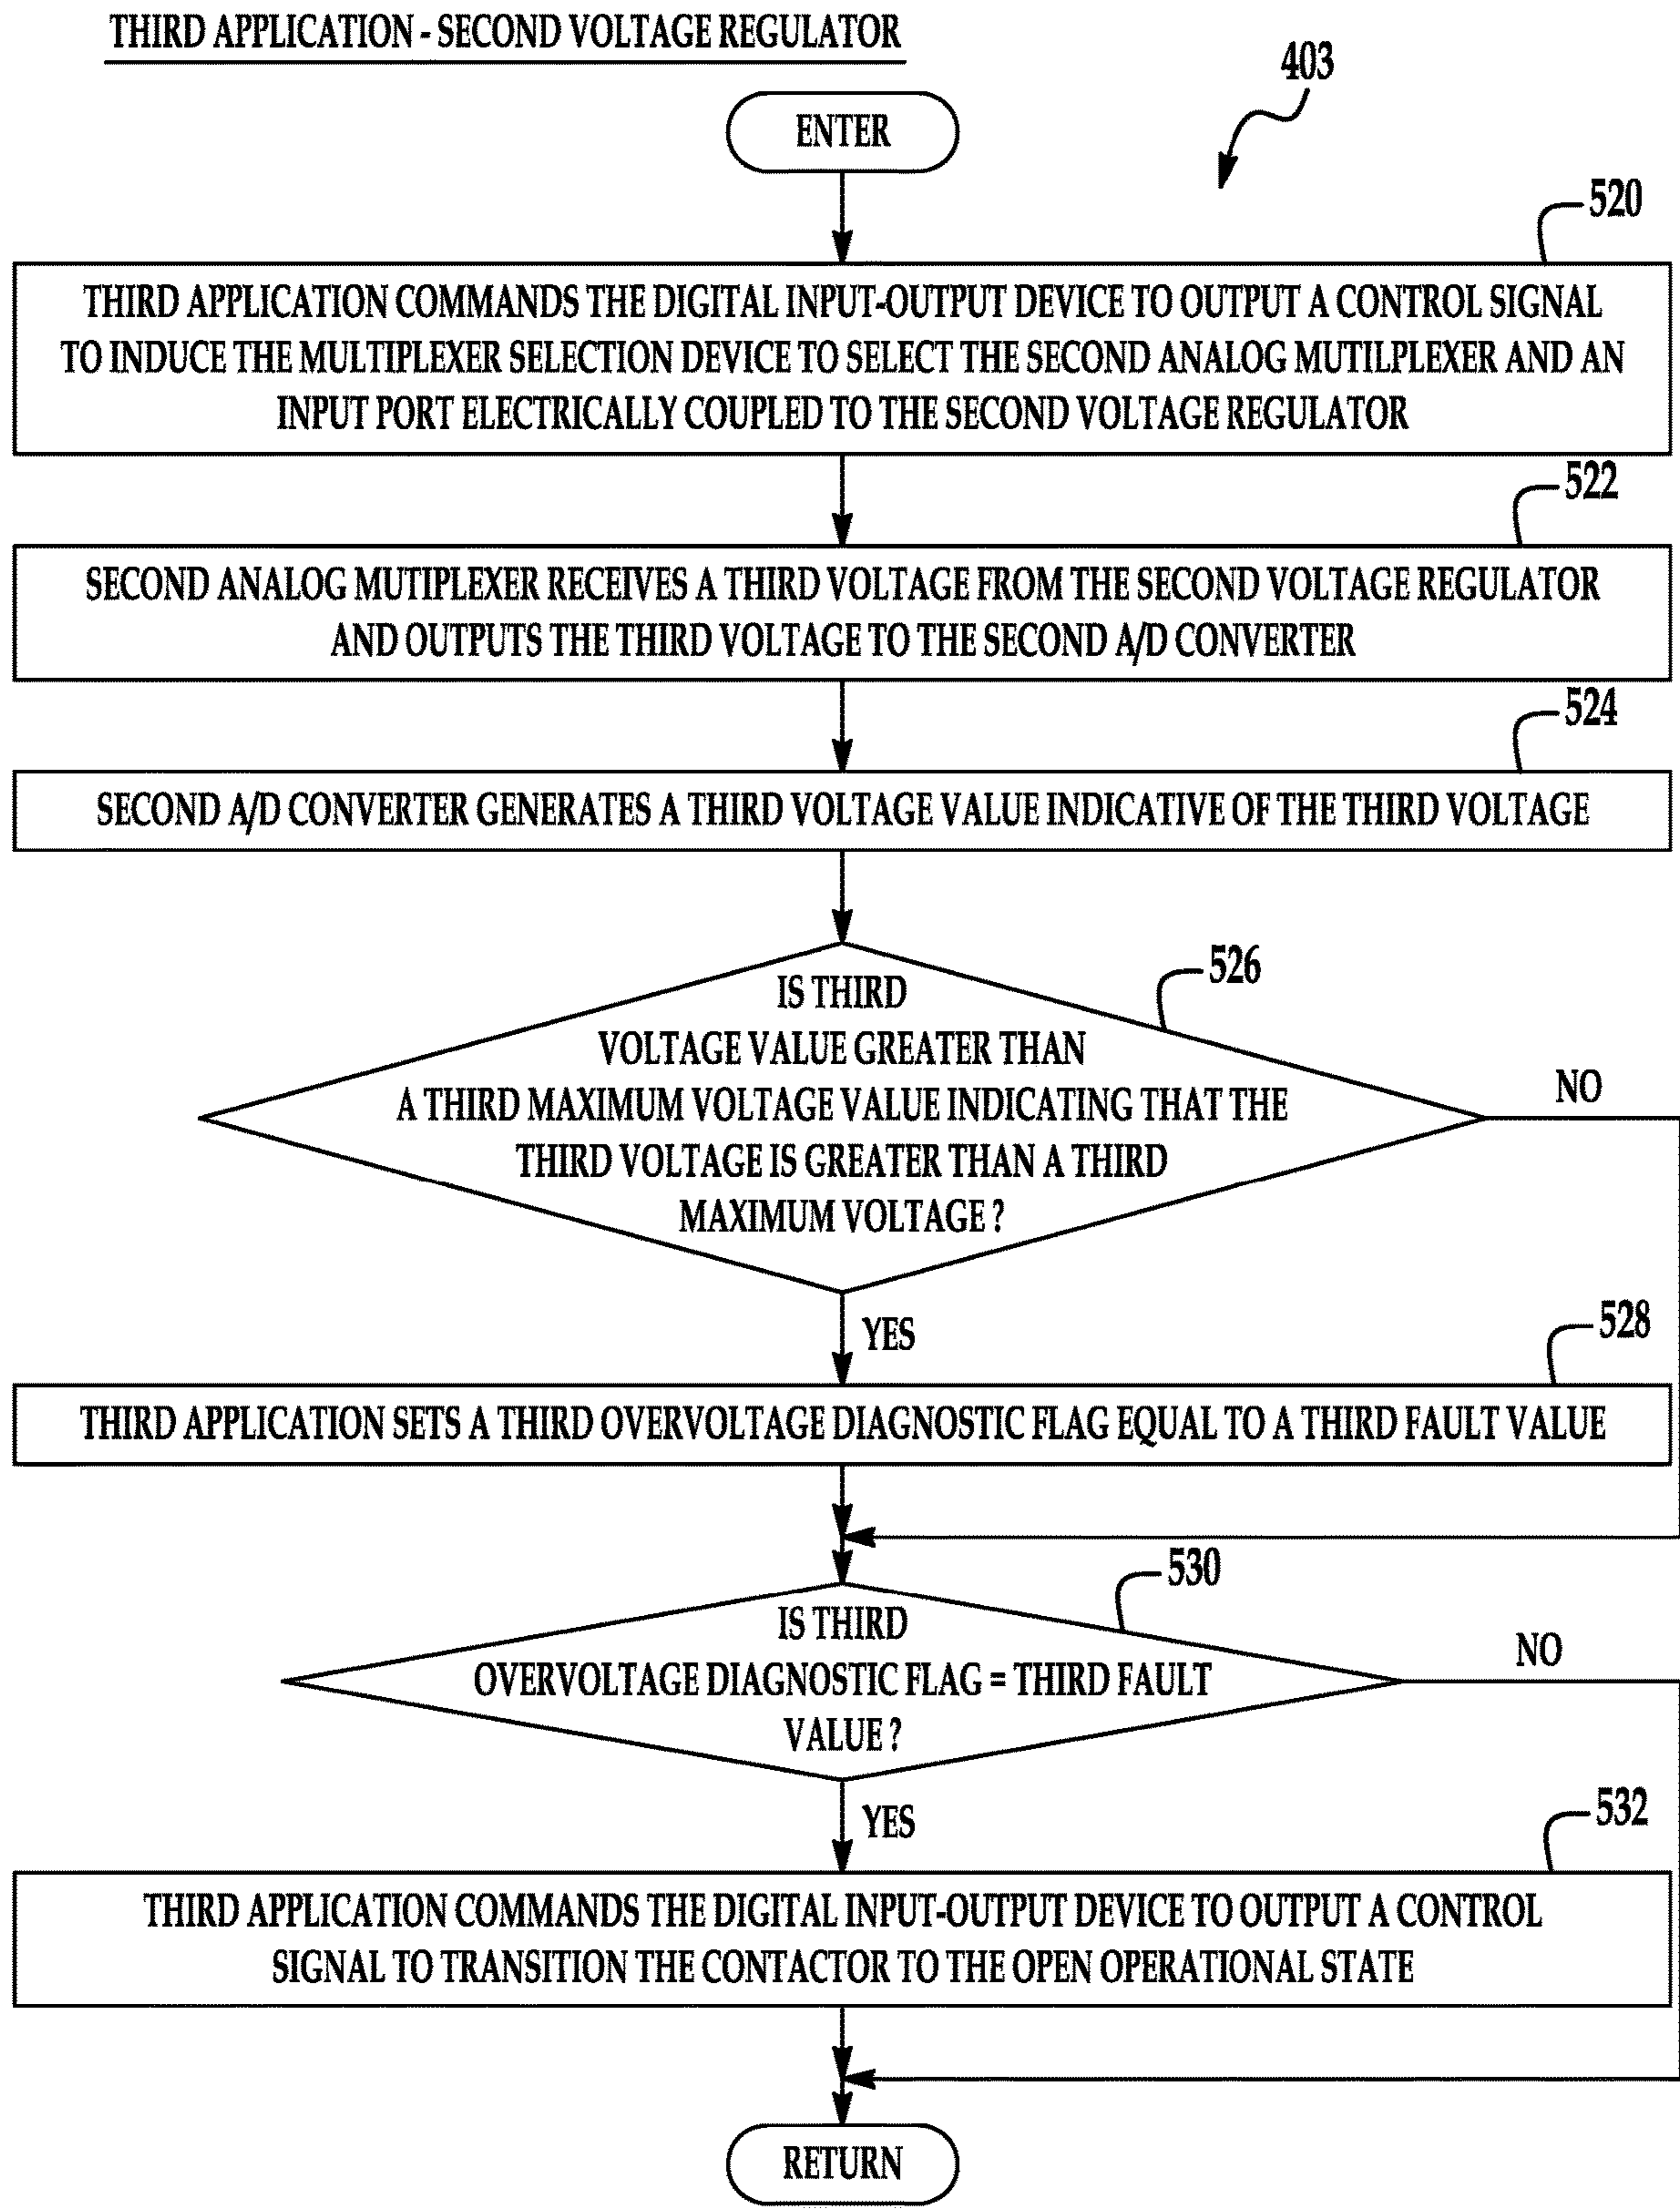 THIRD APPLICATION - SECOND VOLTAGE REGULATOR
403
ENTER
520
THIRD APPLICATION COMMANDS THE DIGITAL INPUT-OUTPUT DEVICE TO OUTPUT A CONTROL SIGNAL
TO INDUCE THE MULTIPLEXER SELECTION DEVICE TO SELECT THE SECOND ANALOG MUTILPLEXER AND AN
INPUT PORT ELECTRICALLY COUPLED TO THE SECOND VOLTAGE REGULATOR
522
SECOND ANALOG MUTIPLEXER RECEIVES A THIRD VOLTAGE FROM THE SECOND VOLTAGE REGULATOR
AND OUTPUTS THE THIRD VOLTAGE TO THE SECOND A/D CONVERTER
524
SECOND A/D CONVERTER GENERATES A THIRD VOLTAGE VALUE INDICATIVE OF THE THIRD VOLTAGE
526
IS THIRD
VOLTAGE VALUE GREATER THAN
A THIRD MAXIMUM VOLTAGE VALUE INDICATING THAT THE
THIRD VOLTAGE IS GREATER THAN A THIRD
MAXIMUM VOLTAGE ?
NO
YES
528
THIRD APPLICATION SETS A THIRD OVERVOLTAGE DIAGNOSTIC FLAG EQUAL TO A THIRD FAULT VALUE
530
IS THIRD
OVERVOLTAGE DIAGNOSTIC FLAG = THIRD FAULT
VALUE ?
NO
YES
532
THIRD APPLICATION COMMANDS THE DIGITAL INPUT-OUTPUT DEVICE TO OUTPUT A CONTROL
SIGNAL TO TRANSITION THE CONTACTOR TO THE OPEN OPERATIONAL STATE
RETURN